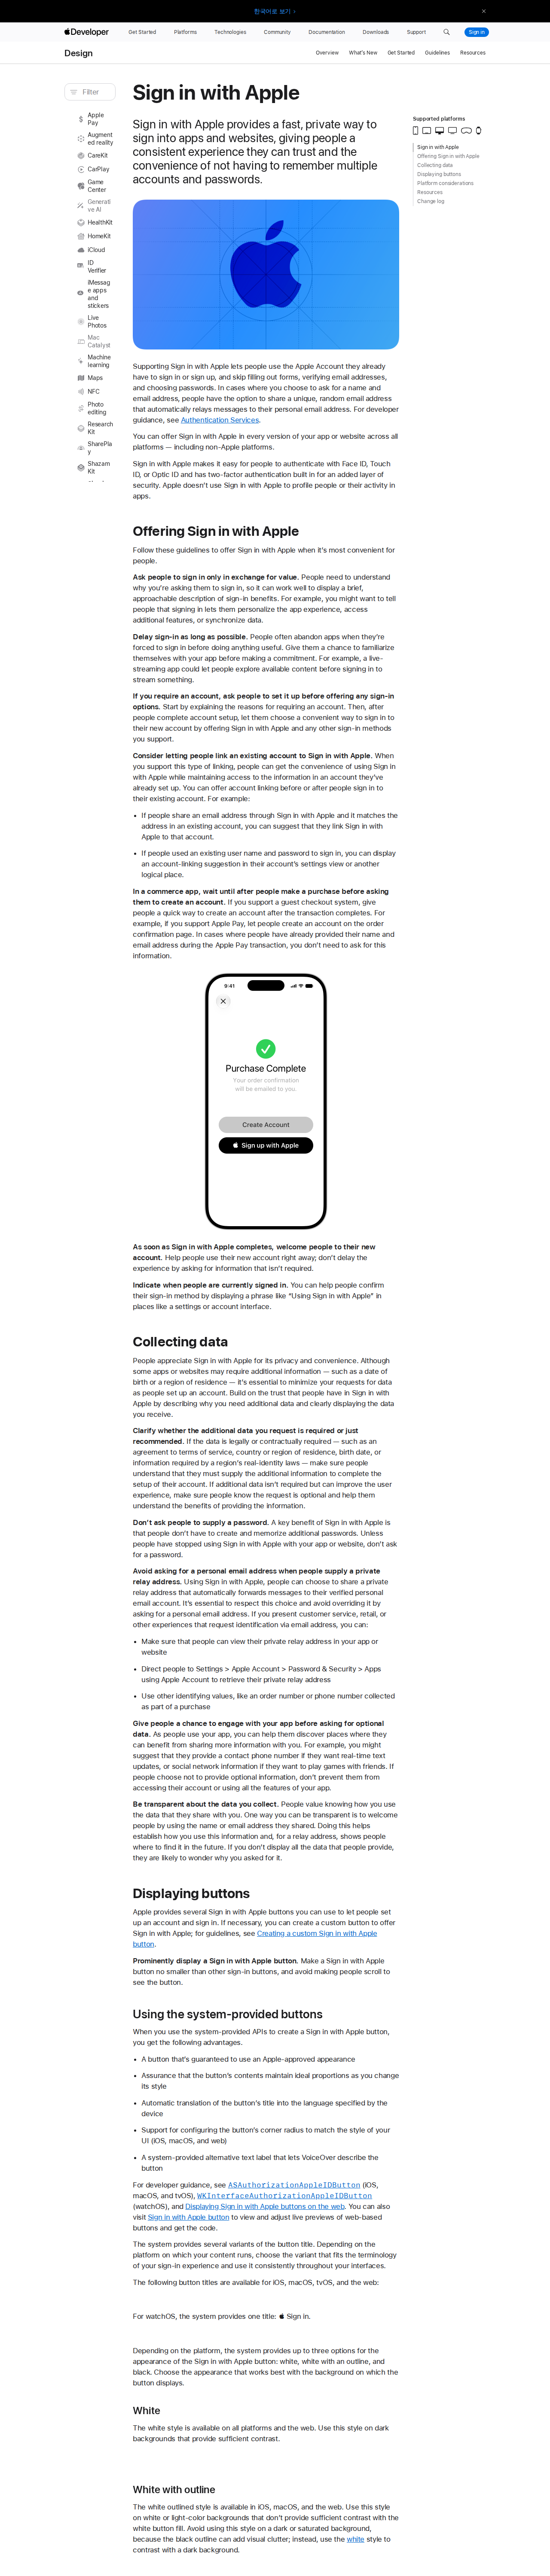 한국어로 보기 ›
Developer
Get Started
Platforms
Technologies
Community
Documentation
Downloads
Support
Sign in
Design
Overview
What's New
Get Started
Guidelines
Resources
Filter
Apple
Pay
Augment
ed reality
CareKit
CarPlay
Game
Center
Generati
ve AI
HealthKit
HomeKit
iCloud
ID
Verifier
iMessag
e apps
and
stickers
Live
Photos
Mac
Catalyst
Machine
learning
Maps
NFC
Photo
editing
Research
Kit
SharePla
y
Shazam
Kit
Sign in with Apple
Sign in with Apple provides a fast, private way to
sign into apps and websites, giving people a
consistent experience they can trust and the
convenience of not having to remember multiple
accounts and passwords.
Supported platforms
Sign in with Apple
Offering Sign in with Apple
Collecting data
Displaying buttons
Platform considerations
Resources
Change log
Supporting Sign in with Apple lets people use the Apple Account they already
have to sign in or sign up, and skip filling out forms, verifying email addresses,
and choosing passwords. In cases where you choose to ask for a name and
email address, people have the option to share a unique, random email address
that automatically relays messages to their personal email address. For developer
guidance, see Authentication Services.
You can offer Sign in with Apple in every version of your app or website across all
platforms — including non-Apple platforms.
Sign in with Apple makes it easy for people to authenticate with Face ID, Touch
ID, or Optic ID and has two-factor authentication built in for an added layer of
security. Apple doesn't use Sign in with Apple to profile people or their activity in
apps.
Offering Sign in with Apple
Follow these guidelines to offer Sign in with Apple when it's most convenient for
people.
Ask people to sign in only in exchange for value. People need to understand
why you're asking them to sign in, so it can work well to display a brief,
approachable description of sign-in benefits. For example, you might want to tell
people that signing in lets them personalize the app experience, access
additional features, or synchronize data.
Delay sign-in as long as possible. People often abandon apps when they're
forced to sign in before doing anything useful. Give them a chance to familiarize
themselves with your app before making a commitment. For example, a live-
streaming app could let people explore available content before signing in to
stream something.
If you require an account, ask people to set it up before offering any sign-in
options. Start by explaining the reasons for requiring an account. Then, after
people complete account setup, let them choose a convenient way to sign in to
their new account by offering Sign in with Apple and any other sign-in methods
you support.
Consider letting people link an existing account to Sign in with Apple. When
you support this type of linking, people can get the convenience of using Sign in
with Apple while maintaining access to the information in an account they've
already set up. You can offer account linking before or after people sign in to
their existing account. For example:
• If people share an email address through Sign in with Apple and it matches the
address in an existing account, you can suggest that they link Sign in with
Apple to that account.
• If people used an existing user name and password to sign in, you can display
an account-linking suggestion in their account's settings view or another
logical place.
In a commerce app, wait until after people make a purchase before asking
them to create an account. If you support a guest checkout system, give
people a quick way to create an account after the transaction completes. For
example, if you support Apple Pay, let people create an account on the order
confirmation page. In cases where people have already provided their name and
email address during the Apple Pay transaction, you don't need to ask for this
information.
9:41
Purchase Complete
Your order confirmation
will be emailed to you.
Create Account
Sign up with Apple
As soon as Sign in with Apple completes, welcome people to their new
account. Help people use their new account right away; don't delay the
experience by asking for information that isn't required.
Indicate when people are currently signed in. You can help people confirm
their sign-in method by displaying a phrase like “Using Sign in with Apple” in
places like a settings or account interface.
Collecting data
People appreciate Sign in with Apple for its privacy and convenience. Although
some apps or websites may require additional information — such as a date of
birth or a region of residence — it's essential to minimize your requests for data
as people set up an account. Build on the trust that people have in Sign in with
Apple by describing why you need additional data and clearly displaying the data
you receive.
Clarify whether the additional data you request is required or just
recommended. If the data is legally or contractually required — such as an
agreement to terms of service, country or region of residence, birth date, or
information required by a region's real-identity laws — make sure people
understand that they must supply the additional information to complete the
setup of their account. If additional data isn't required but can improve the user
experience, make sure people know the request is optional and help them
understand the benefits of providing the information.
Don't ask people to supply a password. A key benefit of Sign in with Apple is
that people don't have to create and memorize additional passwords. Unless
people have stopped using Sign in with Apple with your app or website, don't ask
for a password.
Avoid asking for a personal email address when people supply a private
relay address. Using Sign in with Apple, people can choose to share a private
relay address that automatically forwards messages to their verified personal
email account. It's essential to respect this choice and avoid overriding it by
asking for a personal email address. If you present customer service, retail, or
other experiences that request identification via email address, you can:
• Make sure that people can view their private relay address in your app or
website
• Direct people to Settings > Apple Account > Password & Security > Apps
using Apple Account to retrieve their private relay address
• Use other identifying values, like an order number or phone number collected
as part of a purchase
Give people a chance to engage with your app before asking for optional
data. As people use your app, you can help them discover places where they
can benefit from sharing more information with you. For example, you might
suggest that they provide a contact phone number if they want real-time text
updates, or social network information if they want to play games with friends. If
people choose not to provide optional information, don't prevent them from
accessing their account or using all the features of your app.
Be transparent about the data you collect. People value knowing how you use
the data that they share with you. One way you can be transparent is to welcome
people by using the name or email address they shared. Doing this helps
establish how you use this information and, for a relay address, shows people
where to find it in the future. If you don't display all the data that people provide,
they are likely to wonder why you asked for it.
Displaying buttons
Apple provides several Sign in with Apple buttons you can use to let people set
up an account and sign in. If necessary, you can create a custom button to offer
Sign in with Apple; for guidelines, see Creating a custom Sign in with Apple
button.
Prominently display a Sign in with Apple button. Make a Sign in with Apple
button no smaller than other sign-in buttons, and avoid making people scroll to
see the button.
Using the system-provided buttons
When you use the system-provided APIs to create a Sign in with Apple button,
you get the following advantages.
• A button that's guaranteed to use an Apple-approved appearance
• Assurance that the button's contents maintain ideal proportions as you change
its style
• Automatic translation of the button's title into the language specified by the
device
• Support for configuring the button's corner radius to match the style of your
UI (iOS, macOS, and web)
• A system-provided alternative text label that lets VoiceOver describe the
button
For developer guidance, see ASAuthorizationAppleIDButton (iOS,
macOS, and tvOS), WKInterfaceAuthorizationAppleIDButton
(watchOS), and Displaying Sign in with Apple buttons on the web. You can also
visit Sign in with Apple button to view and adjust live previews of web-based
buttons and get the code.
The system provides several variants of the button title. Depending on the
platform on which your content runs, choose the variant that fits the terminology
of your sign-in experience and use it consistently throughout your interfaces.
The following button titles are available for iOS, macOS, tvOS, and the web:
For watchOS, the system provides one title:  Sign in.
Depending on the platform, the system provides up to three options for the
appearance of the Sign in with Apple button: white, white with an outline, and
black. Choose the appearance that works best with the background on which the
button displays.
White
The white style is available on all platforms and the web. Use this style on dark
backgrounds that provide sufficient contrast.
White with outline
The white outlined style is available in iOS, macOS, and the web. Use this style
on white or light-color backgrounds that don't provide sufficient contrast with the
white button fill. Avoid using this style on a dark or saturated background,
because the black outline can add visual clutter; instead, use the white style to
contrast with a dark background.